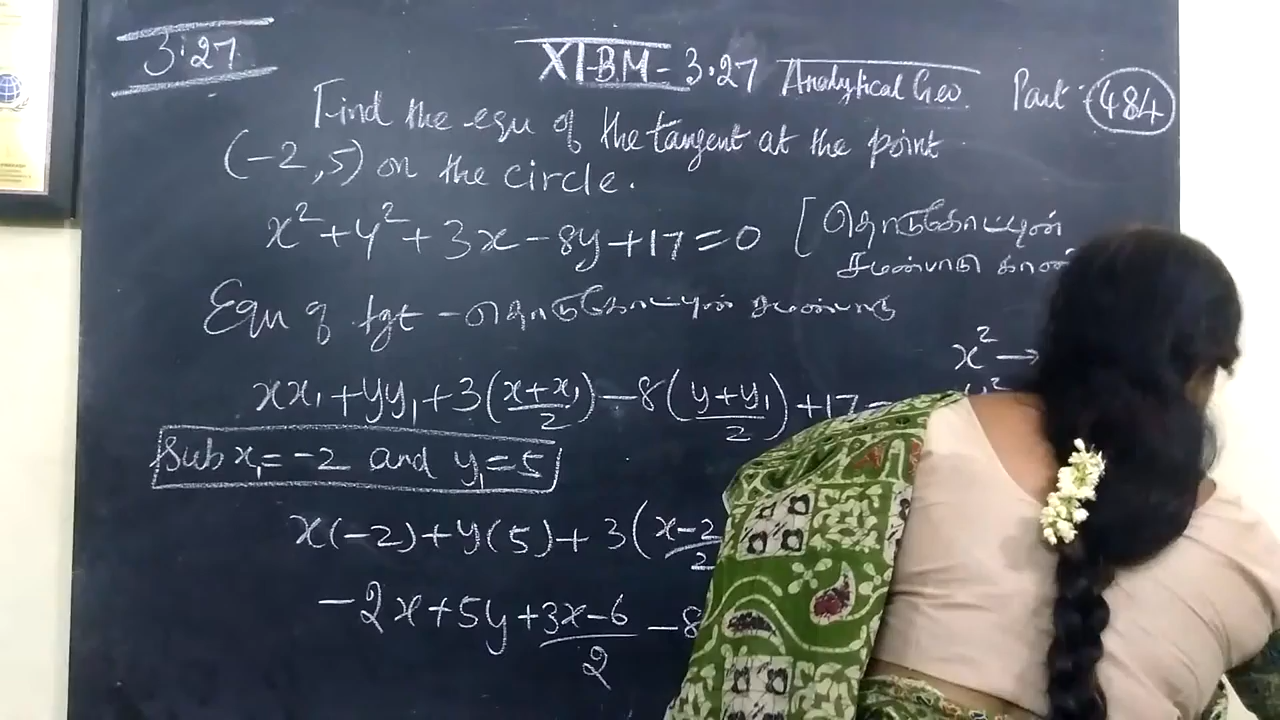 3.27
XI-BM-3.27 Analytical Geo. Part : 484
Find the equ of the tangent at the point
(-2,5) on the circle.
x²+y²+3x-8y+17=0 [தொடுகோட்டின்
சமன்பாடு காண்
Equ of tgt - தொடுகோட்டின் சமன்பாடு
x² →
xx₁+yy₁+3(x+x₁/2)-8(y+y₁/2)+17=
Sub x₁=-2 and y₁=5
x(-2)+y(5)+3(x-2/2
-2x+5y+3x-6/2 -8